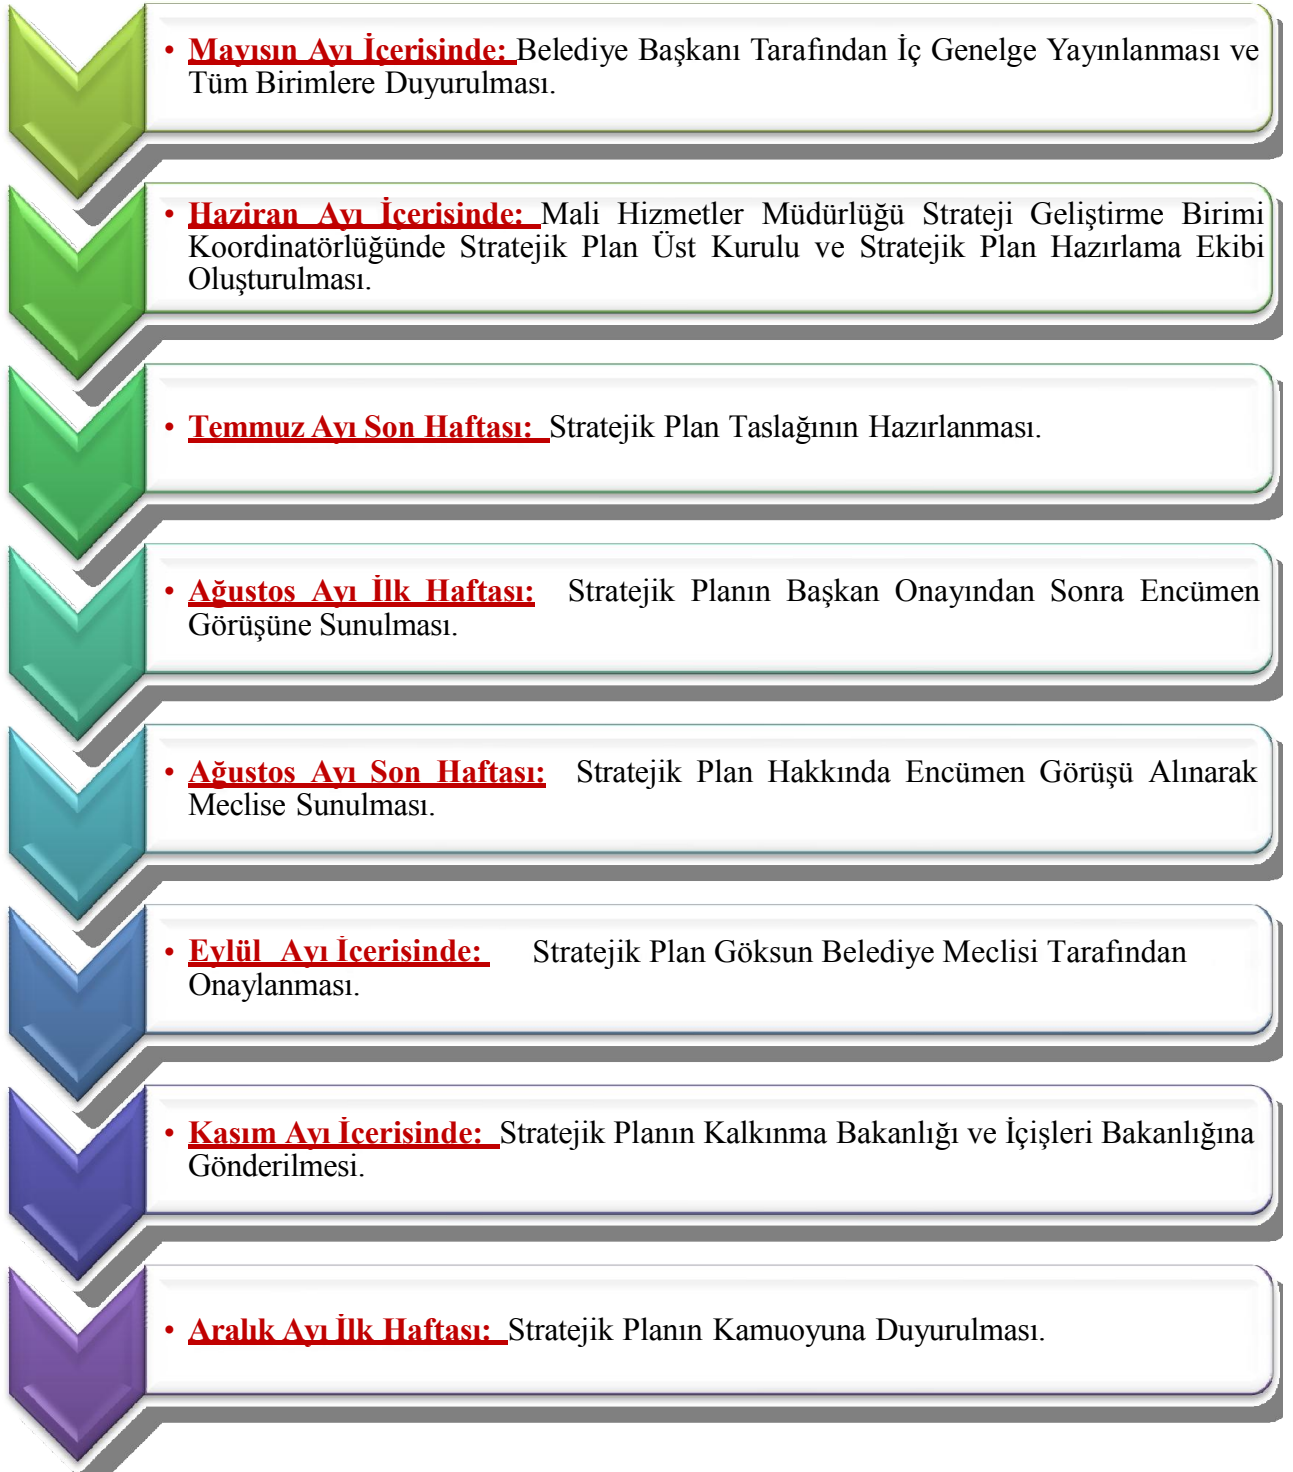 • Mayısın Ayı İçerisinde: Belediye Başkanı Tarafından İç Genelge Yayınlanması ve
Tüm Birimlere Duyurulması.
• Haziran Ayı İçerisinde: Mali Hizmetler Müdürlüğü Strateji Geliştirme Birimi
Koordinatörlüğünde Stratejik Plan Üst Kurulu ve Stratejik Plan Hazırlama Ekibi
Oluşturulması.
• Temmuz Ayı Son Haftası: Stratejik Plan Taslağının Hazırlanması.
• Ağustos Ayı İlk Haftası: Stratejik Planın Başkan Onayından Sonra Encümen
Görüşüne Sunulması.
• Ağustos Ayı Son Haftası: Stratejik Plan Hakkında Encümen Görüşü Alınarak
Meclise Sunulması.
• Eylül Ayı İçerisinde: Stratejik Plan Göksun Belediye Meclisi Tarafından
Onaylanması.
• Kasım Ayı İçerisinde: Stratejik Planın Kalkınma Bakanlığı ve İçişleri Bakanlığına
Gönderilmesi.
• Aralık Ayı İlk Haftası: Stratejik Planın Kamuoyuna Duyurulması.